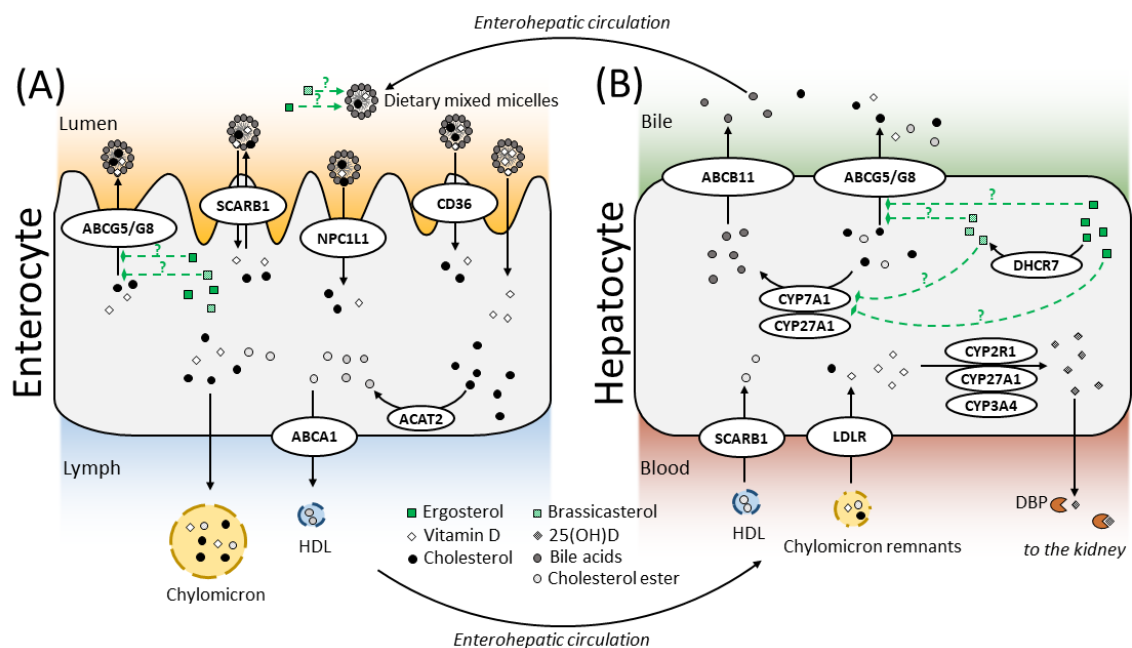 Enterohepatic circulation
(A)
Enterocyte
Lumen
?
?
Dietary mixed micelles
ABCG5/G8
SCARB1
NPC1L1
CD36
?
?
ACAT2
ABCA1
Lymph
HDL
Chylomicron
(B)
Hepatocyte
Bile
ABCB11
ABCG5/G8
?
?
DHCR7
?
?
CYP7A1
CYP27A1
CYP2R1
CYP27A1
CYP3A4
SCARB1
LDLR
Blood
HDL
Chylomicron remnants
DBP
to the kidney
Ergosterol
Brassicasterol
Vitamin D
25(OH)D
Cholesterol
Bile acids
Cholesterol ester
Enterohepatic circulation